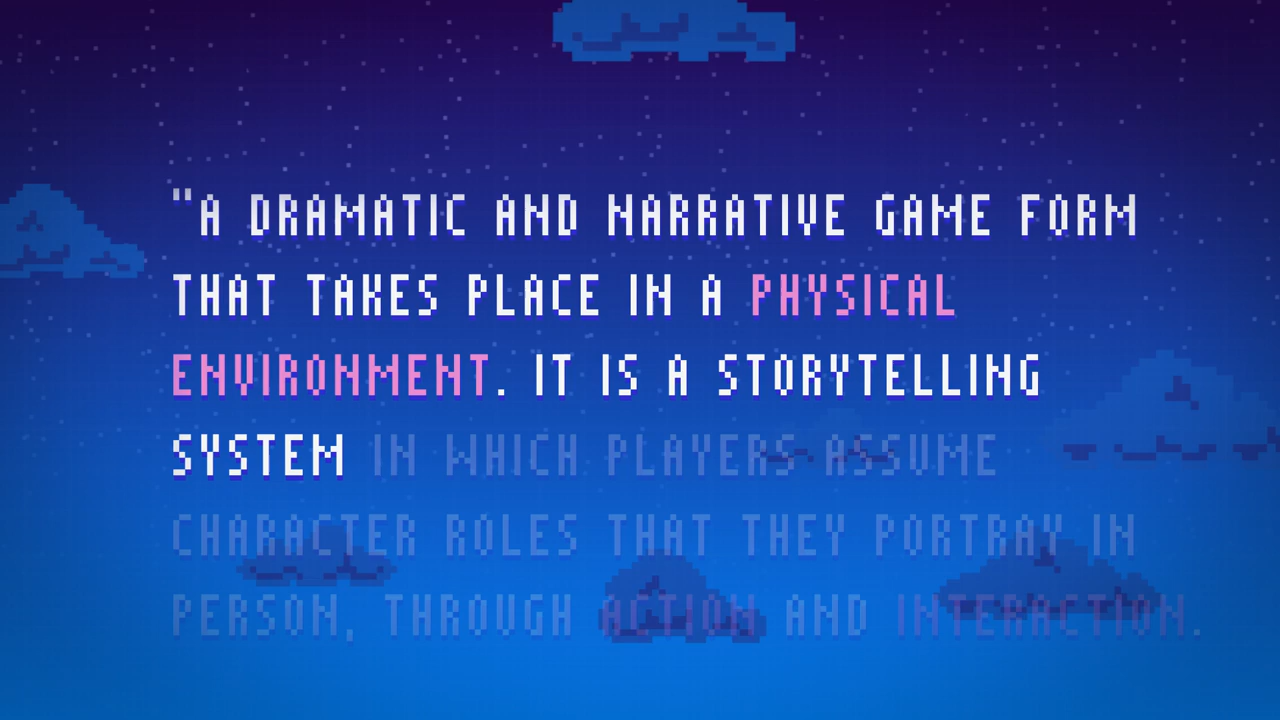 "A DRAMATIC AND NARRATIVE GAME FORM
THAT TAKES PLACE IN A PHYSICAL
ENVIRONMENT. IT IS A STORYTELLING
SYSTEM IN WHICH PLAYERS ASSUME
CHARACTER ROLES THAT THEY PORTRAY IN
PERSON, THROUGH ACTION AND INTERACTION.